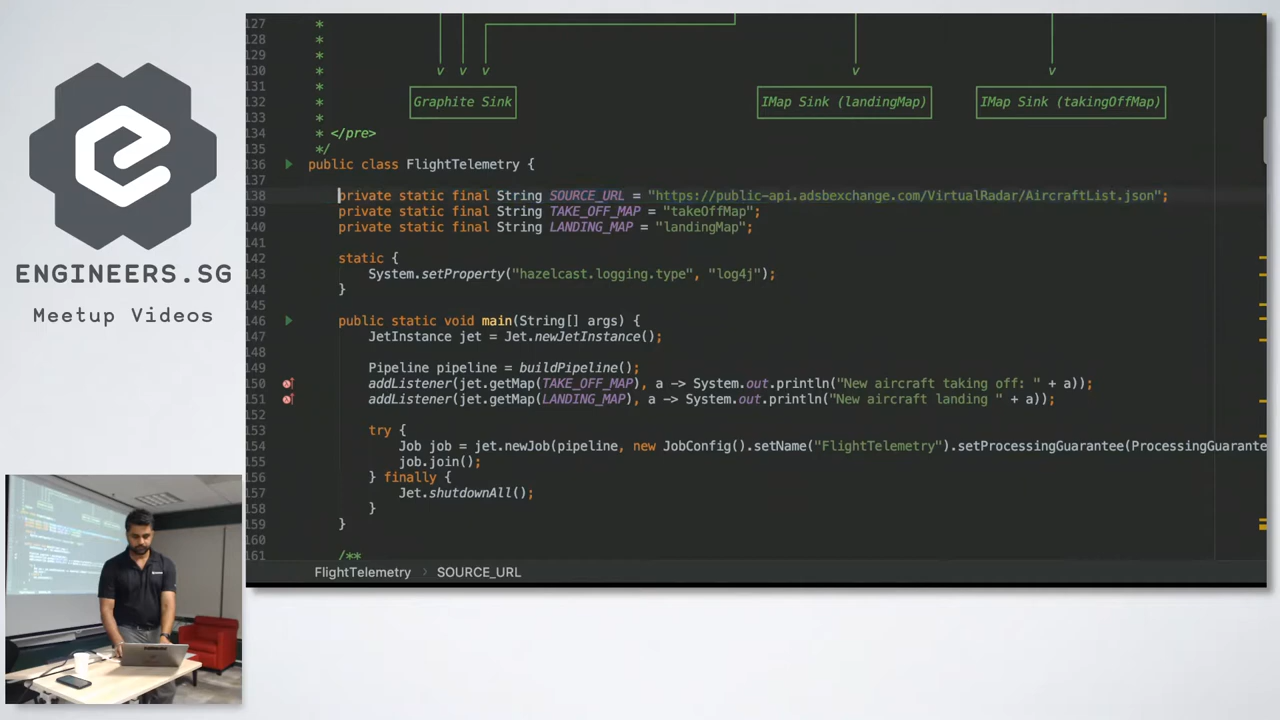 ENGINEERS.SG
Meetup Videos
127 *
128 *
129 *
130 * v v v v v
131 *
132 * Graphite Sink IMap Sink (landingMap) IMap Sink (takingOffMap)
133 *
134 * </pre>
135 */
136 public class FlightTelemetry {
137
138 private static final String SOURCE_URL = "https://public-api.adsbexchange.com/VirtualRadar/AircraftList.json";
139 private static final String TAKE_OFF_MAP = "takeOffMap";
140 private static final String LANDING_MAP = "landingMap";
141
142 static {
143 System.setProperty("hazelcast.logging.type", "log4j");
144 }
145
146 public static void main(String[] args) {
147 JetInstance jet = Jet.newJetInstance();
148
149 Pipeline pipeline = buildPipeline();
150 addListener(jet.getMap(TAKE_OFF_MAP), a -> System.out.println("New aircraft taking off: " + a));
151 addListener(jet.getMap(LANDING_MAP), a -> System.out.println("New aircraft landing " + a));
152
153 try {
154 Job job = jet.newJob(pipeline, new JobConfig().setName("FlightTelemetry").setProcessingGuarantee(ProcessingGuarante
155 job.join();
156 } finally {
157 Jet.shutdownAll();
158 }
159 }
160
161 /**
FlightTelemetry > SOURCE_URL